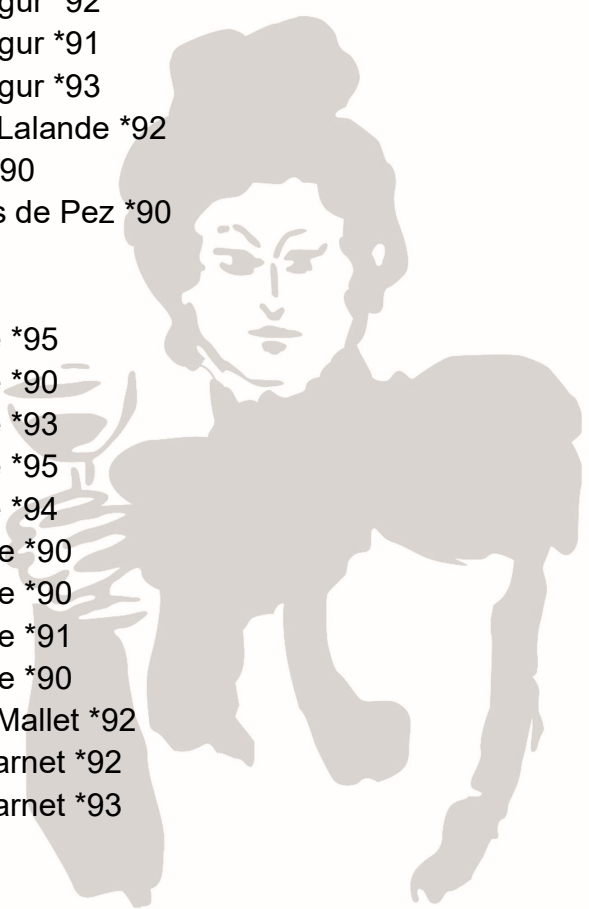 gur *92
gur *91
gur *93
Lalande *92
90
s de Pez *90
*95
*90
*93
*95
*94
e *90
e *90
e *91
e *90
Mallet *92
arnet *92
arnet *93